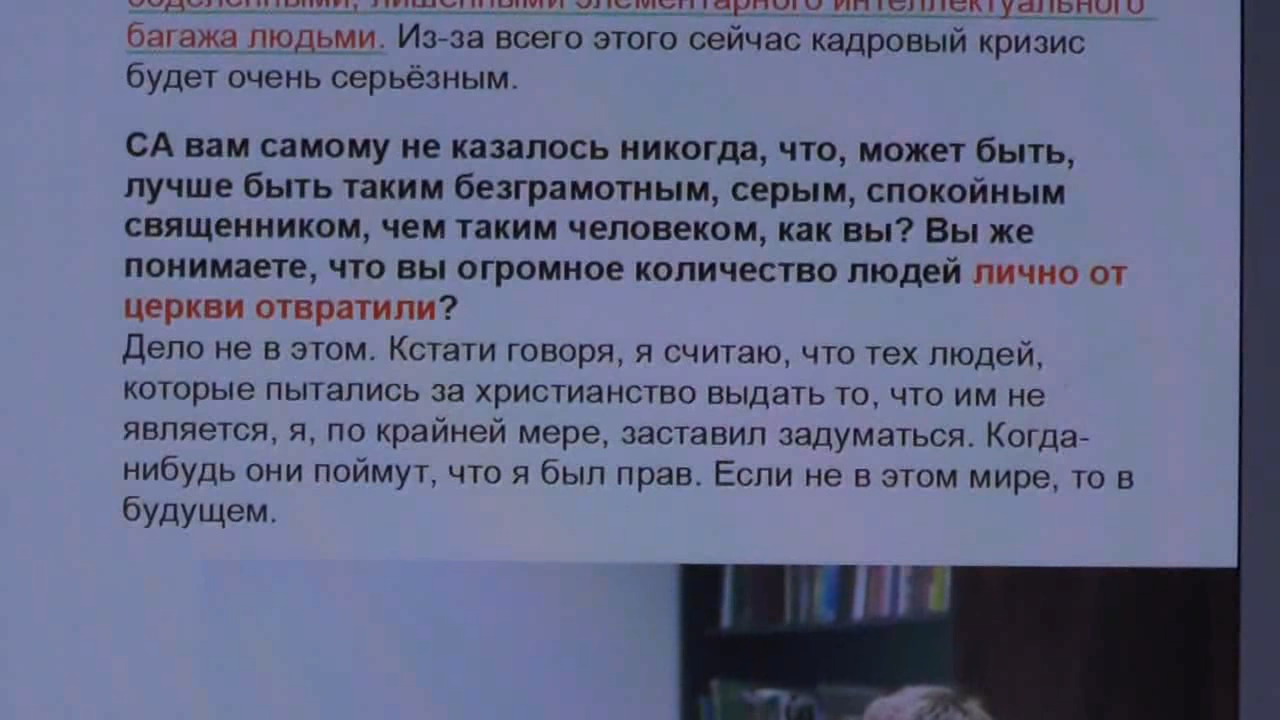 обделёнными, лишёнными элементарного интеллектуального
багажа людьми. Из-за всего этого сейчас кадровый кризис
будет очень серьёзным.
СА вам самому не казалось никогда, что, может быть,
лучше быть таким безграмотным, серым, спокойным
священником, чем таким человеком, как вы? Вы же
понимаете, что вы огромное количество людей лично от
церкви отвратили?
Дело не в этом. Кстати говоря, я считаю, что тех людей,
которые пытались за христианство выдать то, что им не
является, я, по крайней мере, заставил задуматься. Когда-
нибудь они поймут, что я был прав. Если не в этом мире, то в
будущем.